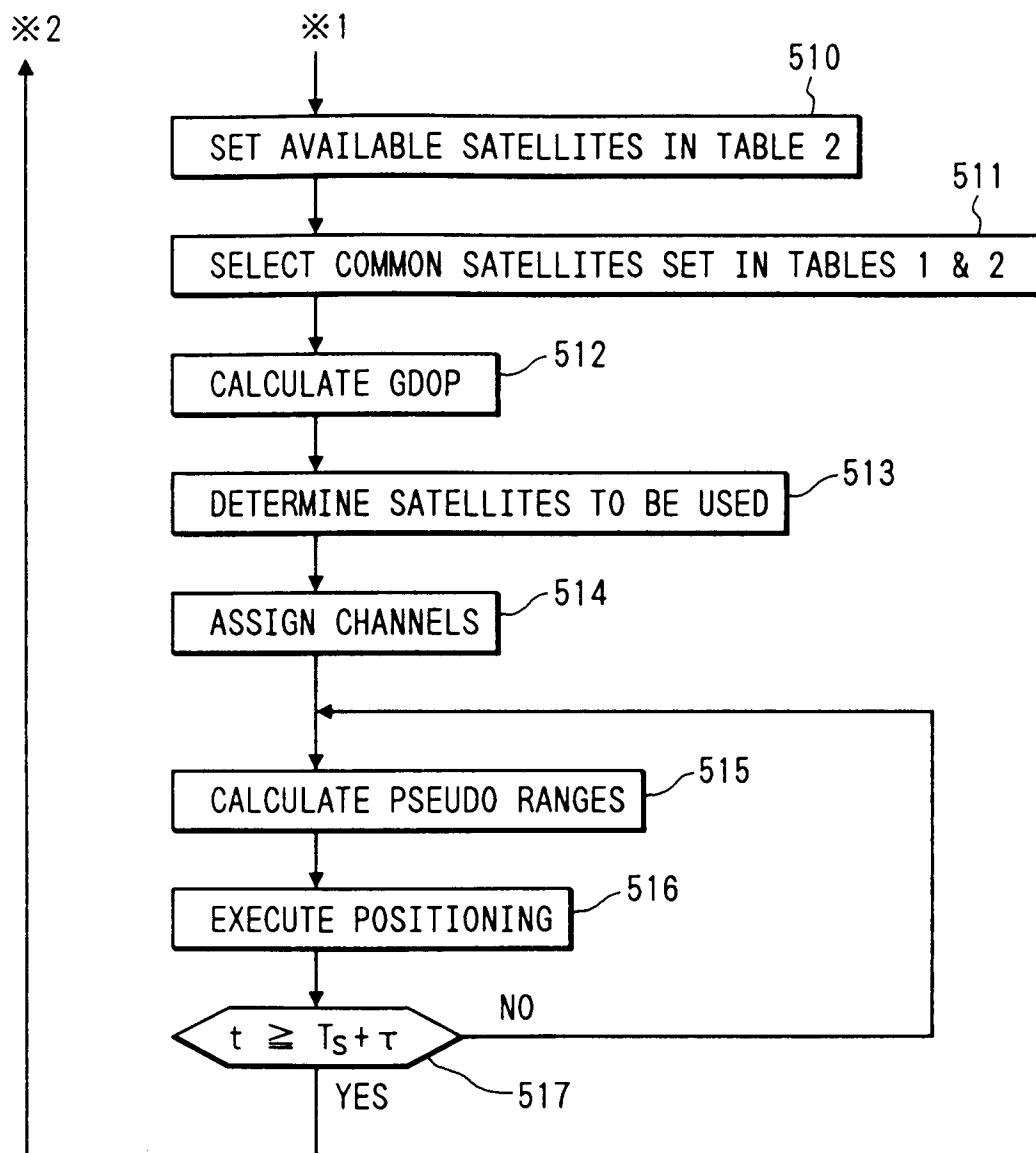 ※2
※1
510
SET AVAILABLE SATELLITES IN TABLE 2
511
SELECT COMMON SATELLITES SET IN TABLES 1 & 2
512
CALCULATE GDOP
513
DETERMINE SATELLITES TO BE USED
514
ASSIGN CHANNELS
515
CALCULATE PSEUDO RANGES
516
EXECUTE POSITIONING
NO
t ≧ Ts+τ
517
YES